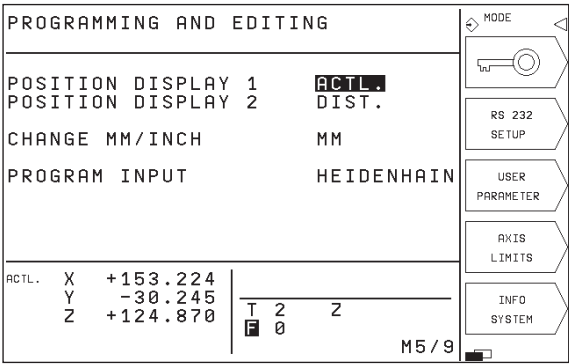 PROGRAMMING AND EDITING
MODE
POSITION DISPLAY 1 ACTL.
POSITION DISPLAY 2 DIST.
CHANGE MM/INCH MM
PROGRAM INPUT HEIDENHAIN
RS 232
SETUP
USER
PARAMETER
AXIS
LIMITS
INFO
SYSTEM
ACTL. X +153.224
Y -30.245
Z +124.870
T 2 Z
F 0
M5/9